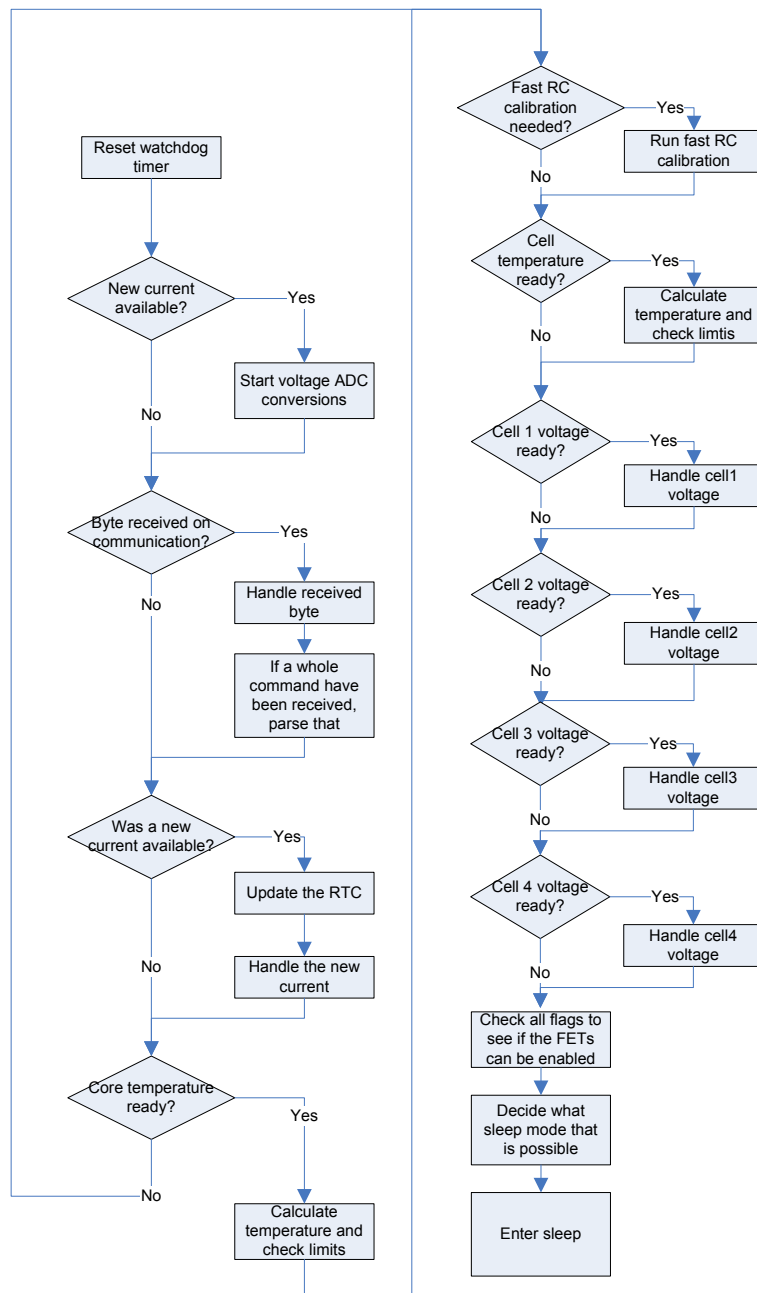 Reset watchdog
timer
New current
available?
Yes
Start voltage ADC
conversions
No
Byte received on
communication?
Yes
Handle received
byte
No
If a whole
command have
been received,
parse that
Was a new
current available?
Yes
Update the RTC
Handle the new
current
No
Core temperature
ready?
Yes
No
Calculate
temperature and
check limits
Fast RC
calibration
needed?
Yes
Run fast RC
calibration
No
Cell
temperature
ready?
Yes
Calculate
temperature and
check limtis
No
Cell 1 voltage
ready?
Yes
Handle cell1
voltage
No
Cell 2 voltage
ready?
Yes
Handle cell2
voltage
No
Cell 3 voltage
ready?
Yes
Handle cell3
voltage
No
Cell 4 voltage
ready?
Yes
Handle cell4
voltage
No
Check all flags to
see if the FETs
can be enabled
Decide what
sleep mode that
is possible
Enter sleep